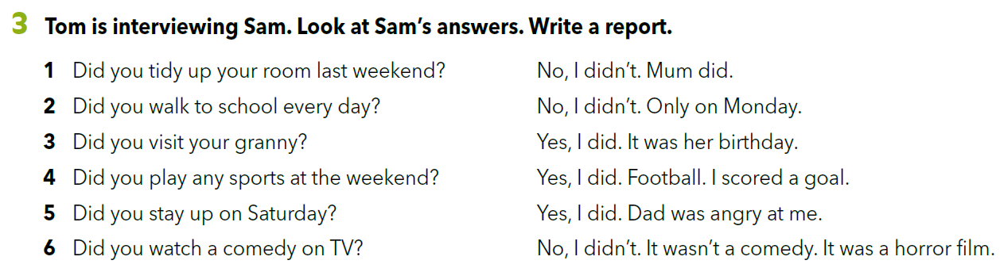 3 Tom is interviewing Sam. Look at Sam's answers. Write a report.
1 Did you tidy up your room last weekend? No, I didn't. Mum did.
2 Did you walk to school every day? No, I didn't. Only on Monday.
3 Did you visit your granny? Yes, I did. It was her birthday.
4 Did you play any sports at the weekend? Yes, I did. Football. I scored a goal.
5 Did you stay up on Saturday? Yes, I did. Dad was angry at me.
6 Did you watch a comedy on TV? No, I didn't. It wasn't a comedy. It was a horror film.